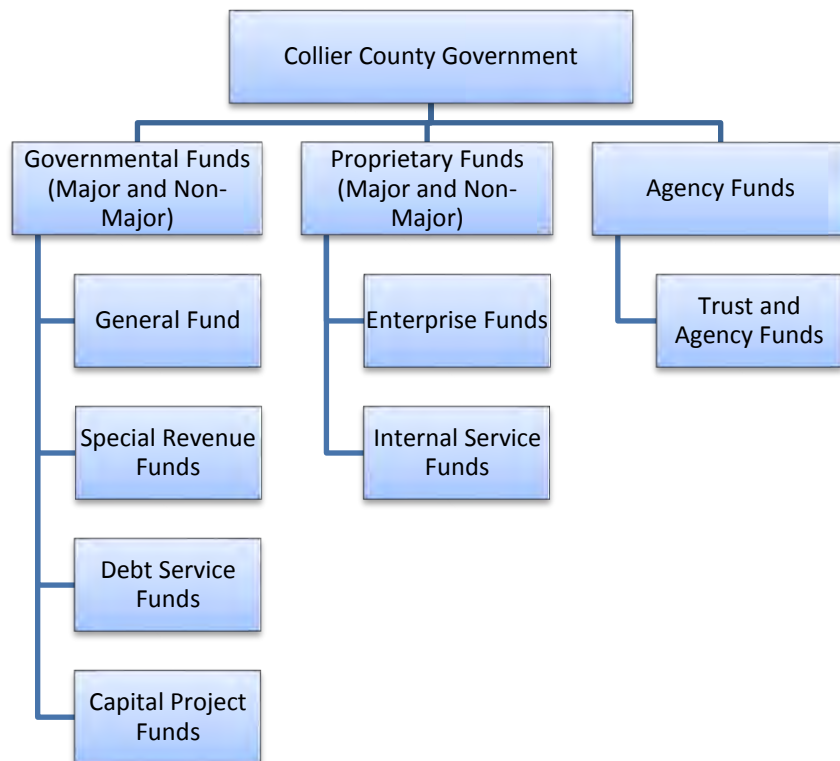 Collier County Government
Governmental Funds
(Major and Non-
Major)
Proprietary Funds
(Major and Non-
Major)
Agency Funds
General Fund
Special Revenue
Funds
Debt Service
Funds
Capital Project
Funds
Enterprise Funds
Internal Service
Funds
Trust and
Agency Funds